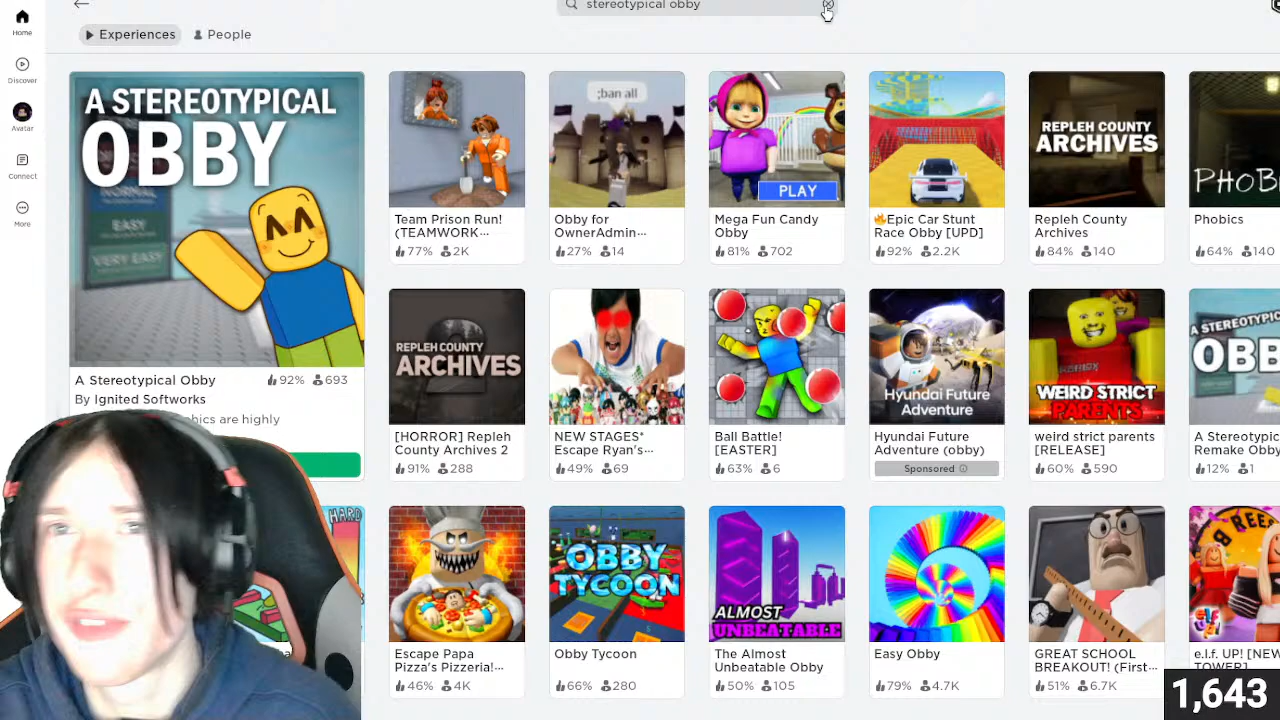 stereotypical obby
Home
Discover
Avatar
Connect
More
Experiences
People
A STEREOTYPICAL
OBBY
NORMAL
EASY
VERY EASY
A Stereotypical Obby
92% 693
By Ignited Softworks
are highly
Team Prison Run!
(TEAMWORK...
77% 2K
;ban all
Obby for
OwnerAdmin...
27% 14
PLAY
Mega Fun Candy
Obby
81% 702
🔥Epic Car Stunt
Race Obby [UPD]
92% 2.2K
REPLEH COUNTY
ARCHIVES
Repleh County
Archives
84% 140
Phobics
64% 140
REPLEH COUNTY
ARCHIVES
2
[HORROR] Repleh
County Archives 2
91% 288
NEW STAGES*
Escape Ryan's...
49% 69
Ball Battle!
[EASTER]
63% 6
Hyundai Future
Adventure
Hyundai Future
Adventure (obby)
Sponsored
WEIRD STRICT
PARENTS
weird strict parents
[RELEASE]
60% 590
A STEREOTYPIC
OBB
A Stereotypic
Remake Obby
12% 1
HARD
Escape Papa
Pizza's Pizzeria!...
46% 4K
OBBY
TYCOON
Obby Tycoon
66% 280
ALMOST
UNBEATABLE
The Almost
Unbeatable Obby
50% 105
Easy Obby
79% 4.7K
GREAT SCHOOL
BREAKOUT! (First...
51% 6.7K
e.l.f.
e.l.f. UP! [NEW
TOWER]
1,643